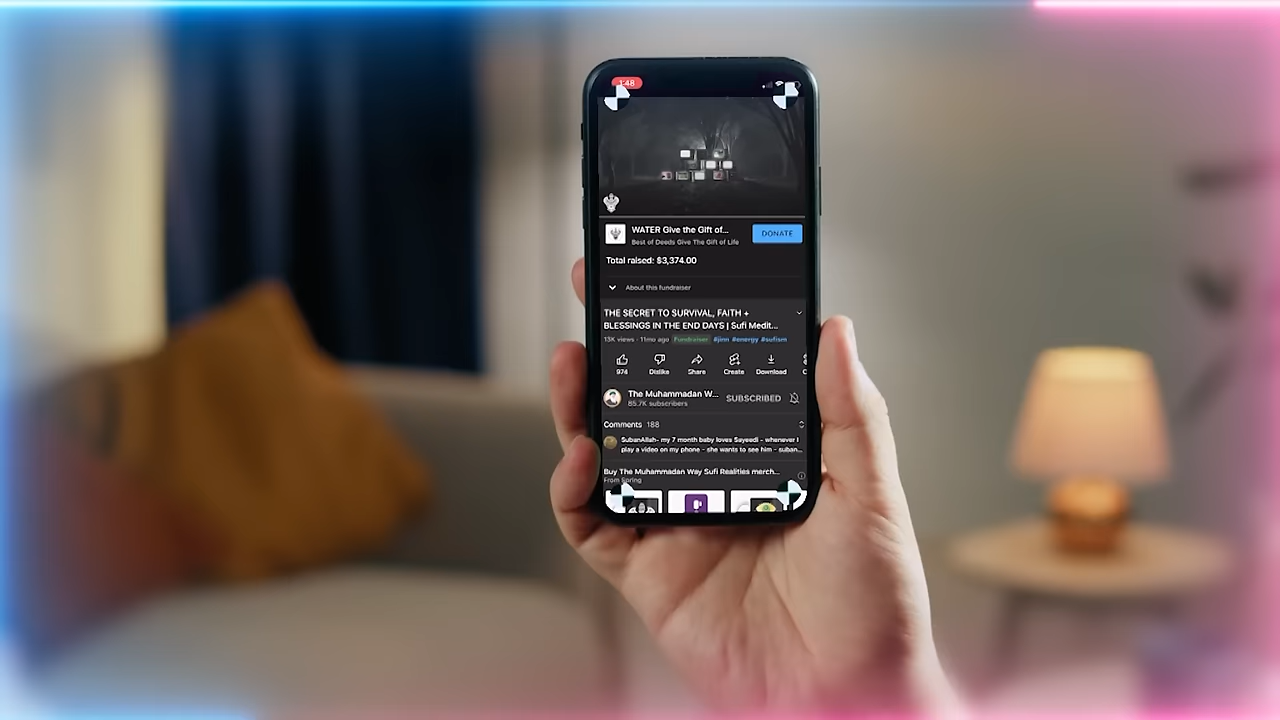 1:48
WATER Give the Gift of...
Best of Deeds Give The Gift of Life
DONATE
Total raised: $3,374.00
About this fundraiser
THE SECRET TO SURVIVAL, FAITH +
BLESSINGS IN THE END DAYS | Sufi Medit...
13K views · 11mo ago Fundraiser #jinn #energy #sufism
974 Dislike Share Create Download
The Muhammadan W... SUBSCRIBED
85.7K subscribers
Comments 188
SubanAllah- my 7 month baby loves Sayeedi - whenever I
play a video on my phone - she wants to see him - suban...
Buy The Muhammadan Way Sufi Realities merch...
From Spring